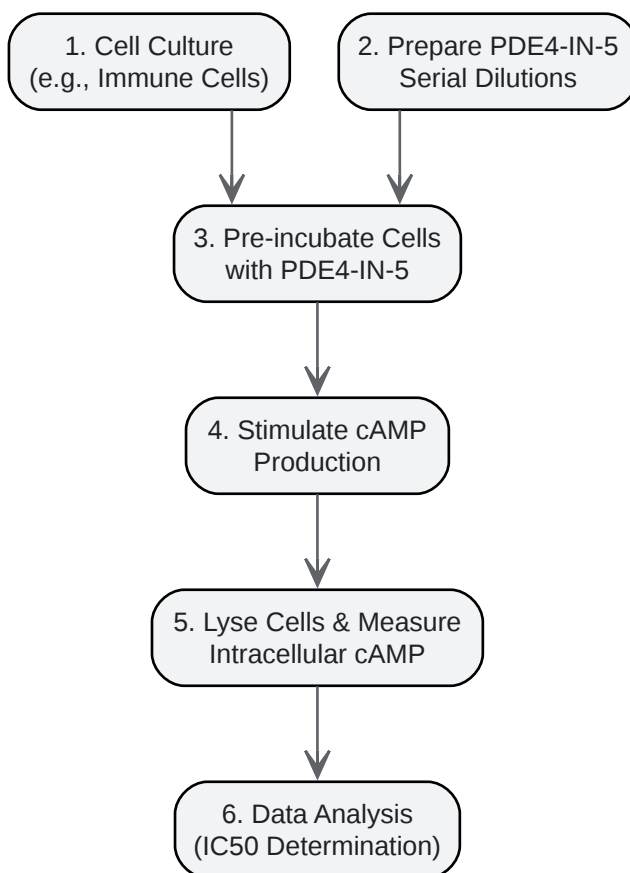 1. Cell Culture
(e.g., Immune Cells)
2. Prepare PDE4-IN-5
Serial Dilutions
3. Pre-incubate Cells
with PDE4-IN-5
4. Stimulate cAMP
Production
5. Lyse Cells & Measure
Intracellular cAMP
6. Data Analysis
(IC50 Determination)